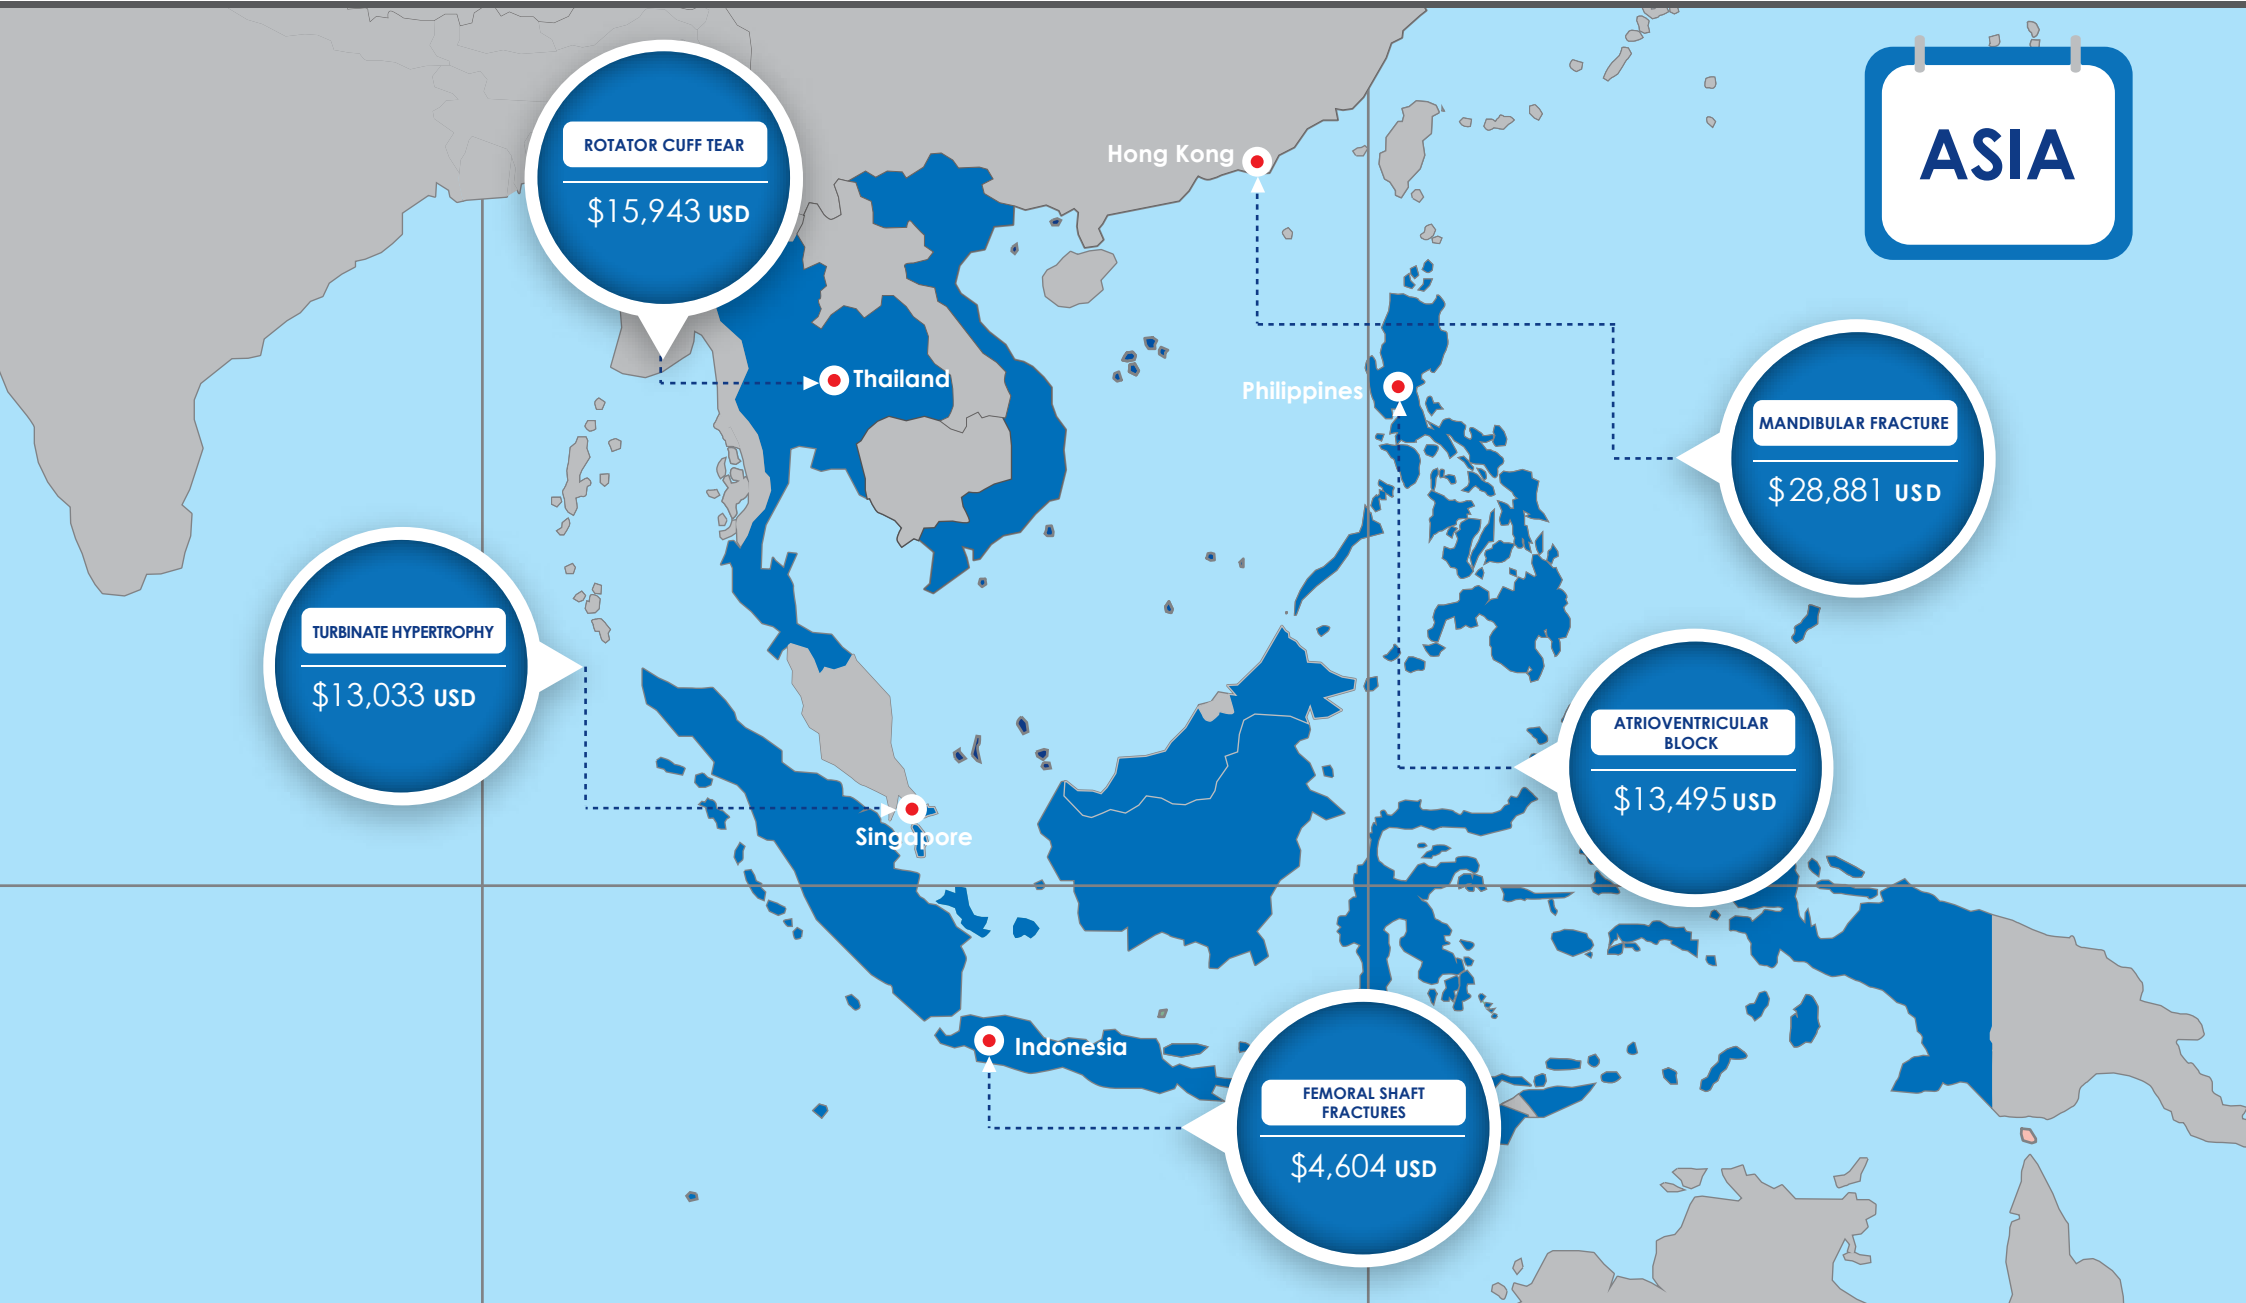 ASIA
ROTATOR CUFF TEAR
$15,943 USD
Hong Kong
Thailand
Philippines
MANDIBULAR FRACTURE
$28,881 USD
TURBINATE HYPERTROPHY
$13,033 USD
ATRIOVENTRICULAR
BLOCK
$13,495 USD
Singapore
Indonesia
FEMORAL SHAFT
FRACTURES
$4,604 USD